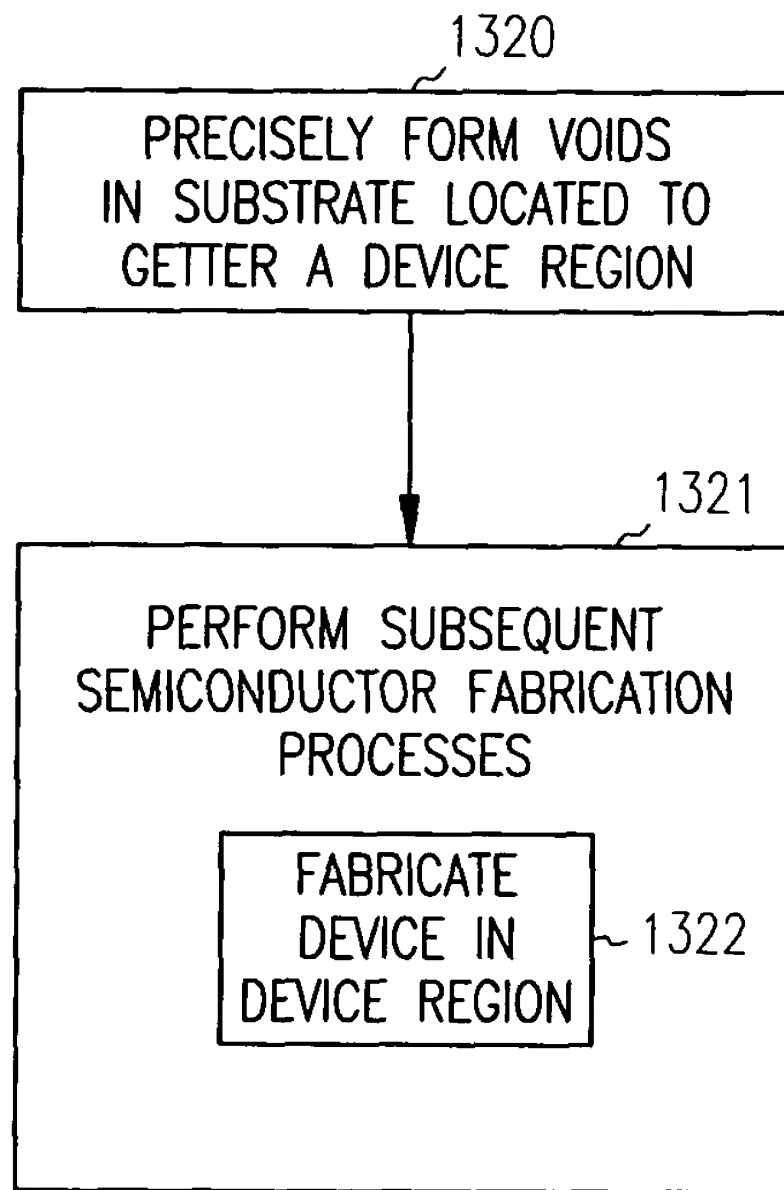 1320
PRECISELY FORM VOIDS
IN SUBSTRATE LOCATED TO
GETTER A DEVICE REGION
1321
PERFORM SUBSEQUENT
SEMICONDUCTOR FABRICATION
PROCESSES
FABRICATE
DEVICE IN
DEVICE REGION
1322